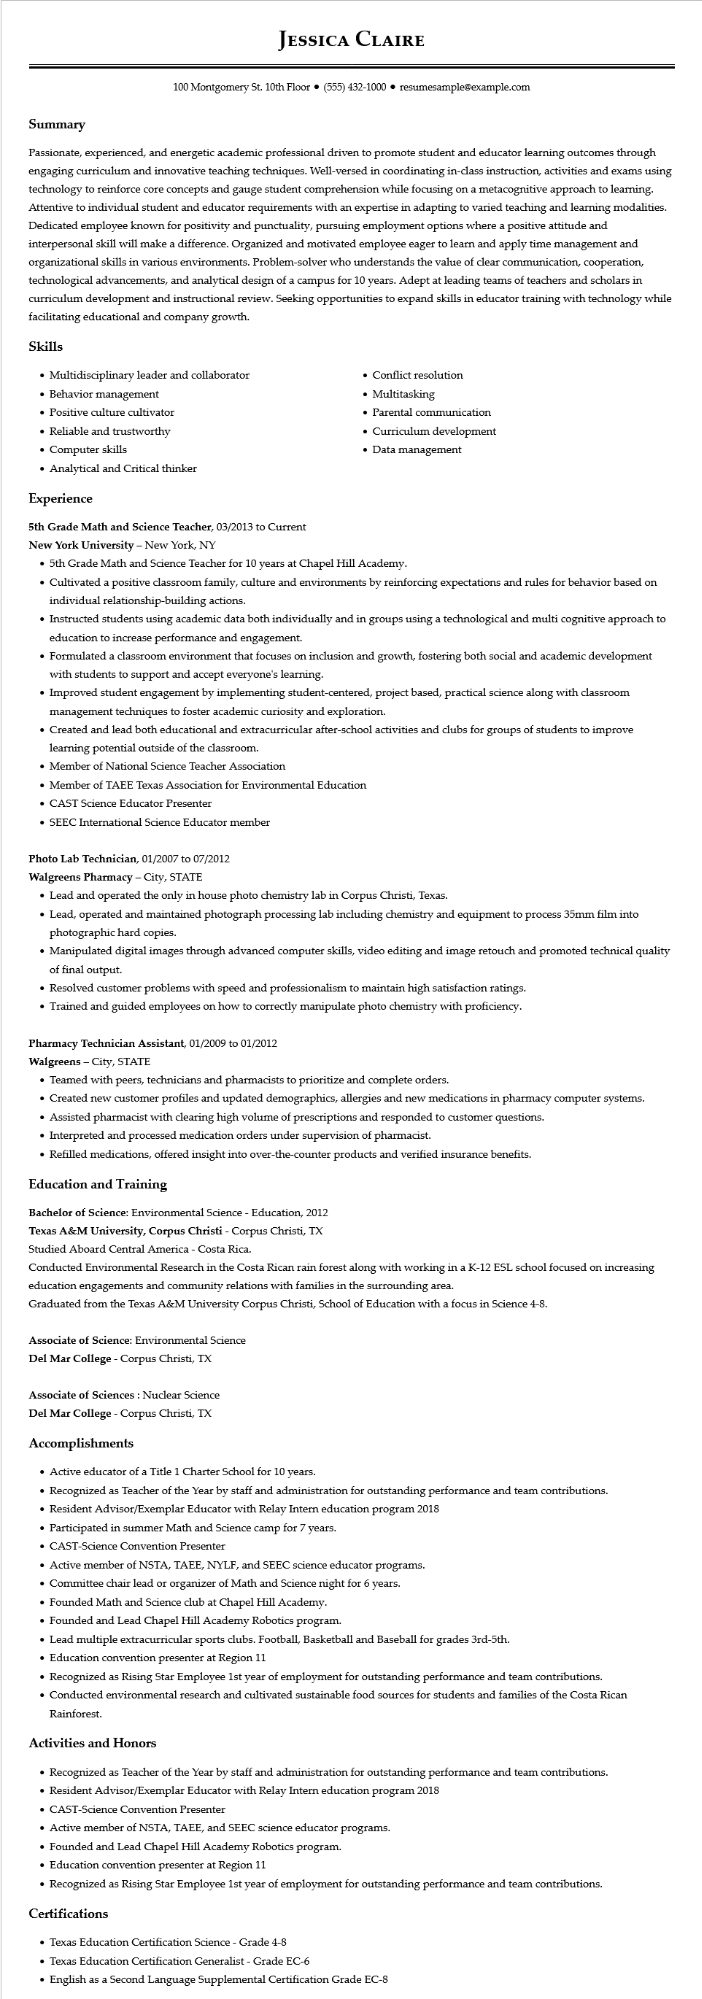 Jessica Claire
100 Montgomery St. 10th Floor ● (555) 432-1000 ● resumesample@example.com
Summary
Passionate, experienced, and energetic academic professional driven to promote student and educator learning outcomes through
engaging curriculum and innovative teaching techniques. Well-versed in coordinating in-class instruction, activities and exams using
technology to reinforce core concepts and gauge student comprehension while focusing on a metacognitive approach to learning.
Attentive to individual student and educator requirements with an expertise in adapting to varied teaching and learning modalities.
Dedicated employee known for positivity and punctuality, pursuing employment options where a positive attitude and
interpersonal skill will make a difference. Organized and motivated employee eager to learn and apply time management and
organizational skills in various environments. Problem-solver who understands the value of clear communication, cooperation,
technological advancements, and analytical design of a campus for 10 years. Adept at leading teams of teachers and scholars in
curriculum development and instructional review. Seeking opportunities to expand skills in educator training with technology while
facilitating educational and company growth.
Skills
• Multidisciplinary leader and collaborator
• Behavior management
• Positive culture cultivator
• Reliable and trustworthy
• Computer skills
• Analytical and Critical thinker
• Conflict resolution
• Multitasking
• Parental communication
• Curriculum development
• Data management
Experience
5th Grade Math and Science Teacher, 03/2013 to Current
New York University – New York, NY
• 5th Grade Math and Science Teacher for 10 years at Chapel Hill Academy.
• Cultivated a positive classroom family, culture and environments by reinforcing expectations and rules for behavior based on
individual relationship-building actions.
• Instructed students using academic data both individually and in groups using a technological and multi cognitive approach to
education to increase performance and engagement.
• Formulated a classroom environment that focuses on inclusion and growth, fostering both social and academic development
with students to support and accept everyone's learning.
• Improved student engagement by implementing student-centered, project based, practical science along with classroom
management techniques to foster academic curiosity and exploration.
• Created and lead both educational and extracurricular after-school activities and clubs for groups of students to improve
learning potential outside of the classroom.
• Member of National Science Teacher Association
• Member of TAEE Texas Association for Environmental Education
• CAST Science Educator Presenter
• SEEC International Science Educator member
Photo Lab Technician, 01/2007 to 07/2012
Walgreens Pharmacy – City, STATE
• Lead and operated the only in house photo chemistry lab in Corpus Christi, Texas.
• Lead, operated and maintained photograph processing lab including chemistry and equipment to process 35mm film into
photographic hard copies.
• Manipulated digital images through advanced computer skills, video editing and image retouch and promoted technical quality
of final output.
• Resolved customer problems with speed and professionalism to maintain high satisfaction ratings.
• Trained and guided employees on how to correctly manipulate photo chemistry with proficiency.
Pharmacy Technician Assistant, 01/2009 to 01/2012
Walgreens – City, STATE
• Teamed with peers, technicians and pharmacists to prioritize and complete orders.
• Created new customer profiles and updated demographics, allergies and new medications in pharmacy computer systems.
• Assisted pharmacist with clearing high volume of prescriptions and responded to customer questions.
• Interpreted and processed medication orders under supervision of pharmacist.
• Refilled medications, offered insight into over-the-counter products and verified insurance benefits.
Education and Training
Bachelor of Science: Environmental Science - Education, 2012
Texas A&M University, Corpus Christi - Corpus Christi, TX
Studied Aboard Central America - Costa Rica.
Conducted Environmental Research in the Costa Rican rain forest along with working in a K-12 ESL school focused on increasing
education engagements and community relations with families in the surrounding area.
Graduated from the Texas A&M University Corpus Christi, School of Education with a focus in Science 4-8.
Associate of Science: Environmental Science
Del Mar College - Corpus Christi, TX
Associate of Sciences : Nuclear Science
Del Mar College - Corpus Christi, TX
Accomplishments
• Active educator of a Title 1 Charter School for 10 years.
• Recognized as Teacher of the Year by staff and administration for outstanding performance and team contributions.
• Resident Advisor/Exemplar Educator with Relay Intern education program 2018
• Participated in summer Math and Science camp for 7 years.
• CAST-Science Convention Presenter
• Active member of NSTA, TAEE, NYLF, and SEEC science educator programs.
• Committee chair lead or organizer of Math and Science night for 6 years.
• Founded Math and Science club at Chapel Hill Academy.
• Founded and Lead Chapel Hill Academy Robotics program.
• Lead multiple extracurricular sports clubs. Football, Basketball and Baseball for grades 3rd-5th.
• Education convention presenter at Region 11
• Recognized as Rising Star Employee 1st year of employment for outstanding performance and team contributions.
• Conducted environmental research and cultivated sustainable food sources for students and families of the Costa Rican
Rainforest.
Activities and Honors
• Recognized as Teacher of the Year by staff and administration for outstanding performance and team contributions.
• Resident Advisor/Exemplar Educator with Relay Intern education program 2018
• CAST-Science Convention Presenter
• Active member of NSTA, TAEE, and SEEC science educator programs.
• Founded and Lead Chapel Hill Academy Robotics program.
• Education convention presenter at Region 11
• Recognized as Rising Star Employee 1st year of employment for outstanding performance and team contributions.
Certifications
• Texas Education Certification Science - Grade 4-8
• Texas Education Certification Generalist - Grade EC-6
• English as a Second Language Supplemental Certification Grade EC-8